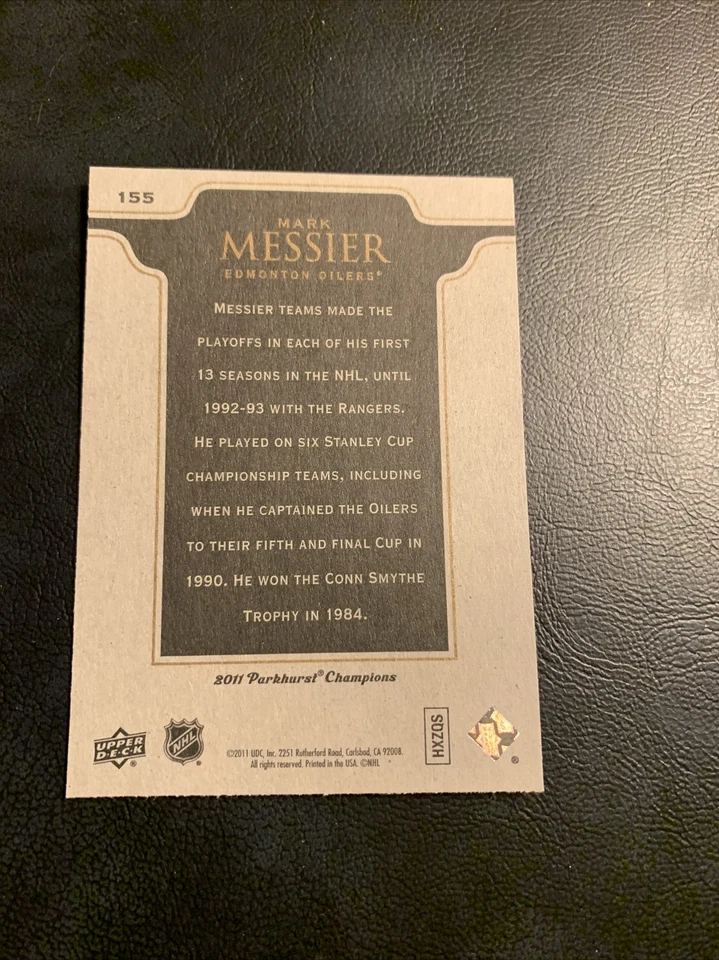 155
MARK
MESSIER
EDMONTON OILERS®
MESSIER TEAMS MADE THE
PLAYOFFS IN EACH OF HIS FIRST
13 SEASONS IN THE NHL, UNTIL
1992-93 WITH THE RANGERS.
HE PLAYED ON SIX STANLEY CUP
CHAMPIONSHIP TEAMS, INCLUDING
WHEN HE CAPTAINED THE OILERS
TO THEIR FIFTH AND FINAL CUP IN
1990. HE WON THE CONN SMYTHE
TROPHY IN 1984.
2011 Parkhurst® Champions
UPPER
D·E·C·K
®
NHL
©2011 UDC, Inc. 2251 Rutherford Road, Carlsbad, CA 92008.
All rights reserved. Printed in the USA. ©NHL
HXZQS
®